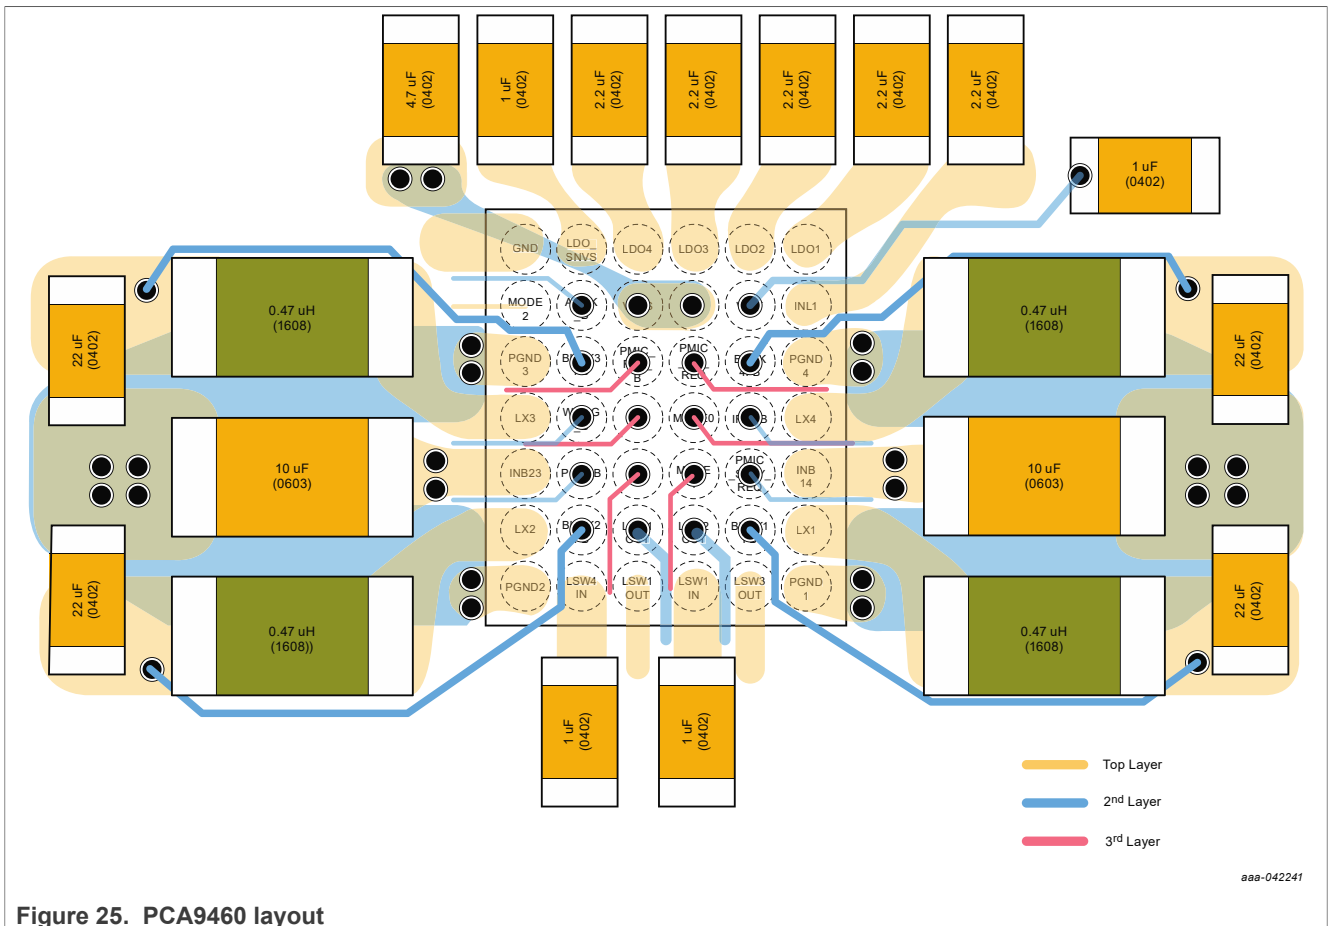 4.7 uF
(0402)
1 uF
(0402)
2.2 uF
(0402)
2.2 uF
(0402)
2.2 uF
(0402)
2.2 uF
(0402)
2.2 uF
(0402)
1 uF
(0402)
GND
LDO_
SNVS
LDO4
LDO3
LDO2
LDO1
MODE
2
INL1
0.47 uH
(1608)
0.47 uH
(1608)
22 uF
(0402)
22 uF
(0402)
PGND
3
PMIC_
B
PMIC
PGND
4
LX3
LX4
10 uF
(0603)
10 uF
(0603)
INB23
PMIC
INB
14
LX2
LX1
22 uF
(0402)
22 uF
(0402)
PGND2
LSW4
IN
LSW1
OUT
LSW1
IN
LSW3
OUT
PGND
1
0.47 uH
(1608))
0.47 uH
(1608)
1 uF
(0402)
1 uF
(0402)
Top Layer
2nd Layer
3rd Layer
aaa-042241
Figure 25. PCA9460 layout